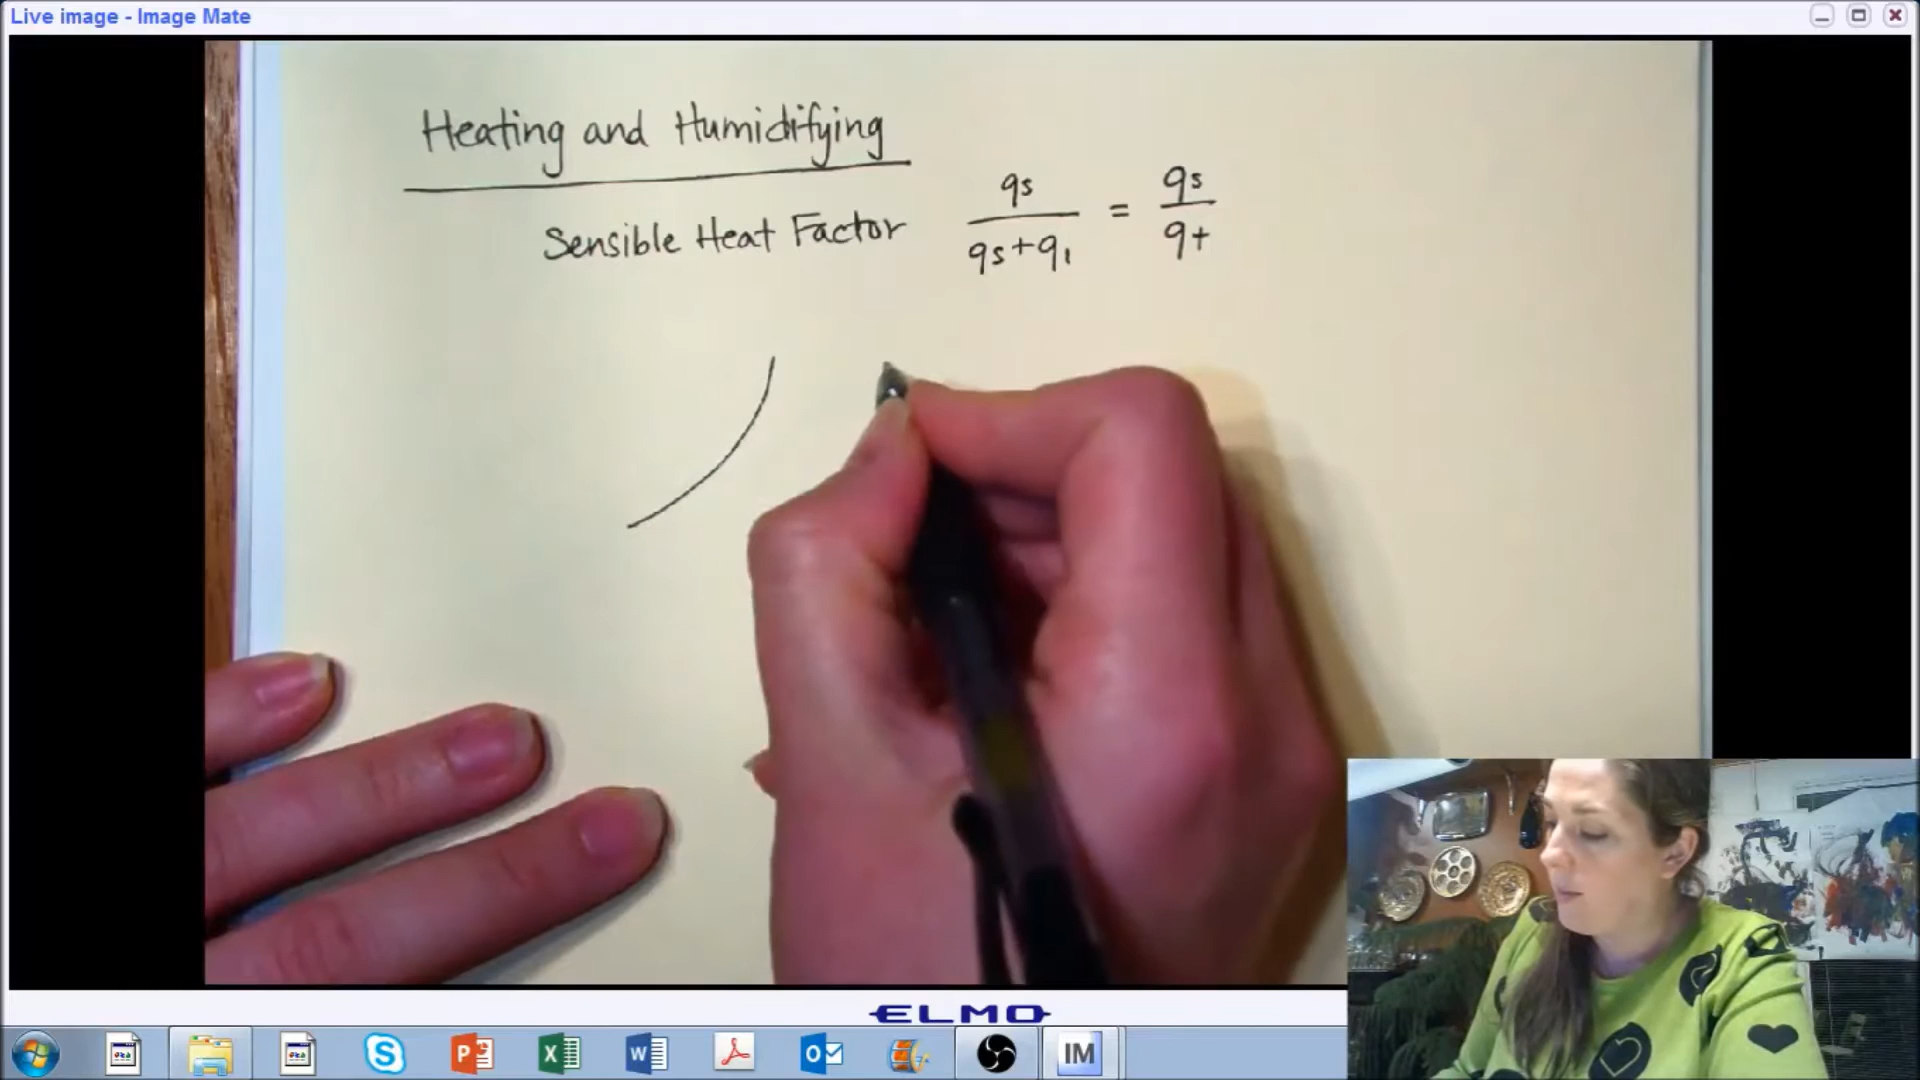 Live image - Image Mate
Heating and Humidifying
Sensible Heat Factor qs / qs+ql = qs / qt
ELMO
IM